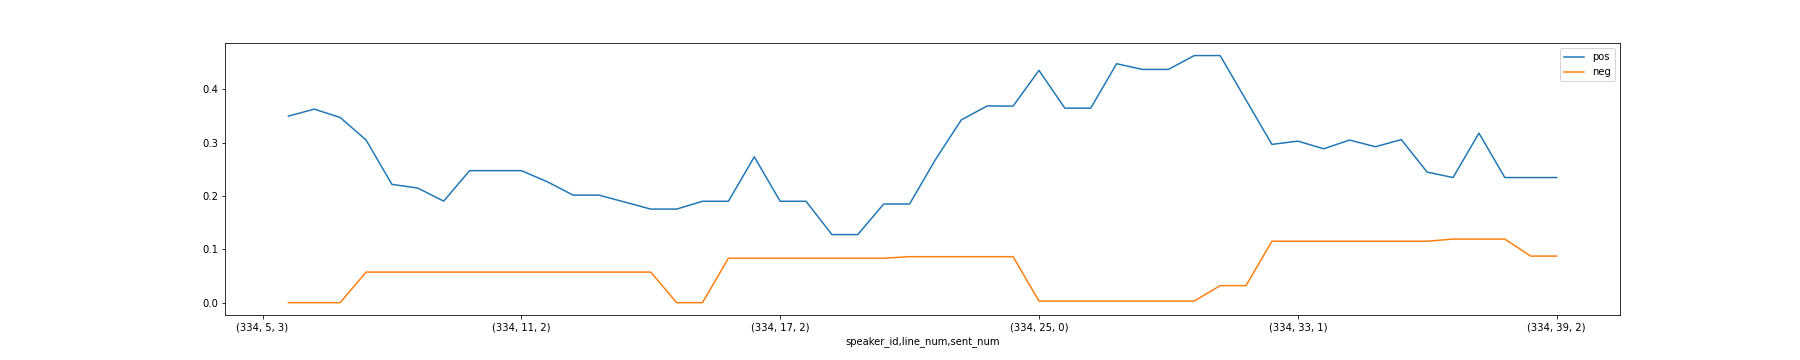 pos
neg
0.4
0.3
0.2
0.1
0.0
(334, 5, 3) (334, 11, 2) (334, 17, 2) (334, 25, 0) (334, 33, 1) (334, 39, 2)
speaker_id,line_num,sent_num